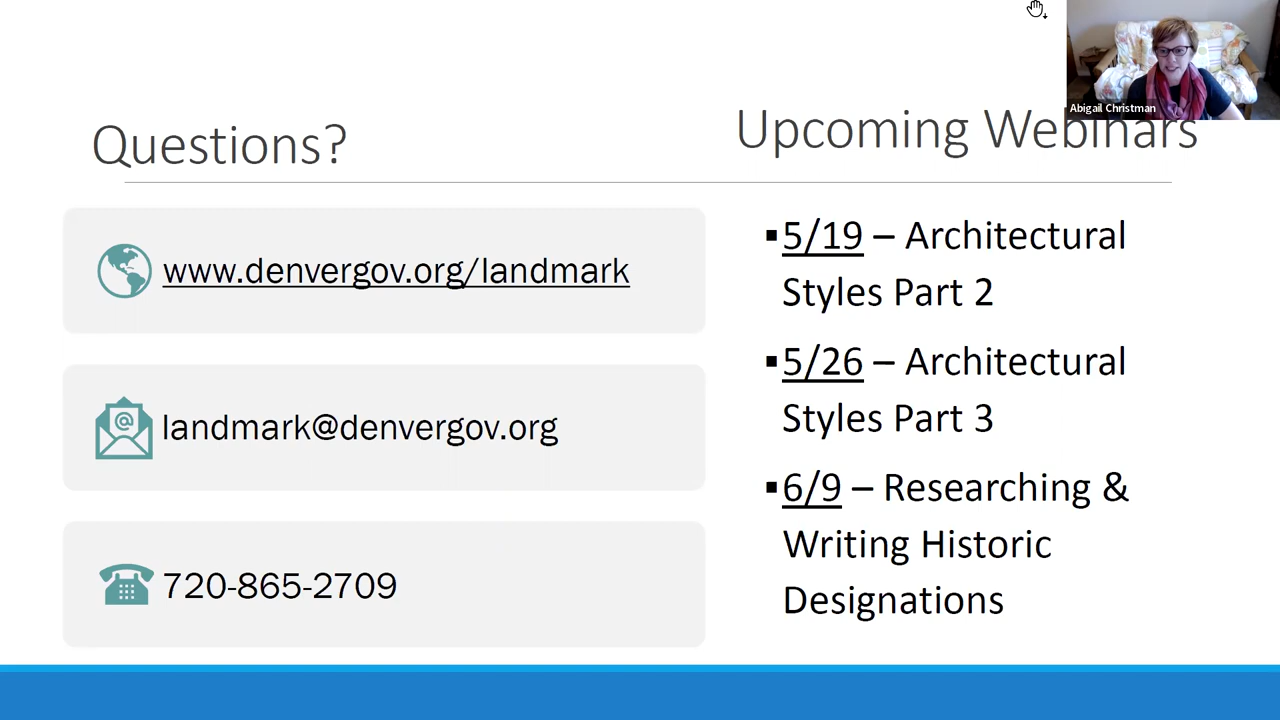 Abigail Christman
Questions?
www.denvergov.org/landmark
landmark@denvergov.org
720-865-2709
Upcoming Webinars
▪5/19 – Architectural
Styles Part 2
▪5/26 – Architectural
Styles Part 3
▪6/9 – Researching &
Writing Historic
Designations